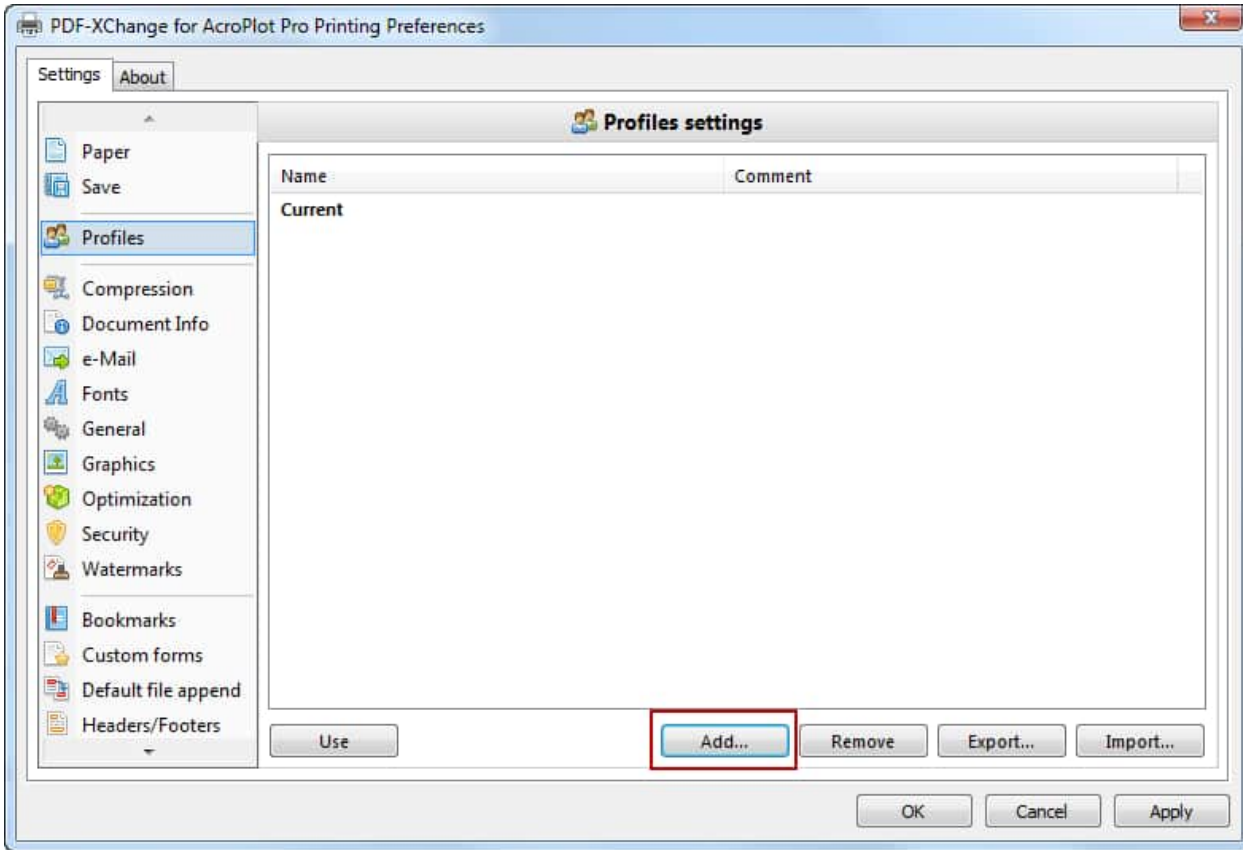 PDF-XChange for AcroPlot Pro Printing Preferences
Settings
About
Paper
Save
Profiles
Compression
Document Info
e-Mail
Fonts
General
Graphics
Optimization
Security
Watermarks
Bookmarks
Custom forms
Default file append
Headers/Footers
Profiles settings
Name Comment
Current
Use Add... Remove Export... Import...
OK Cancel Apply